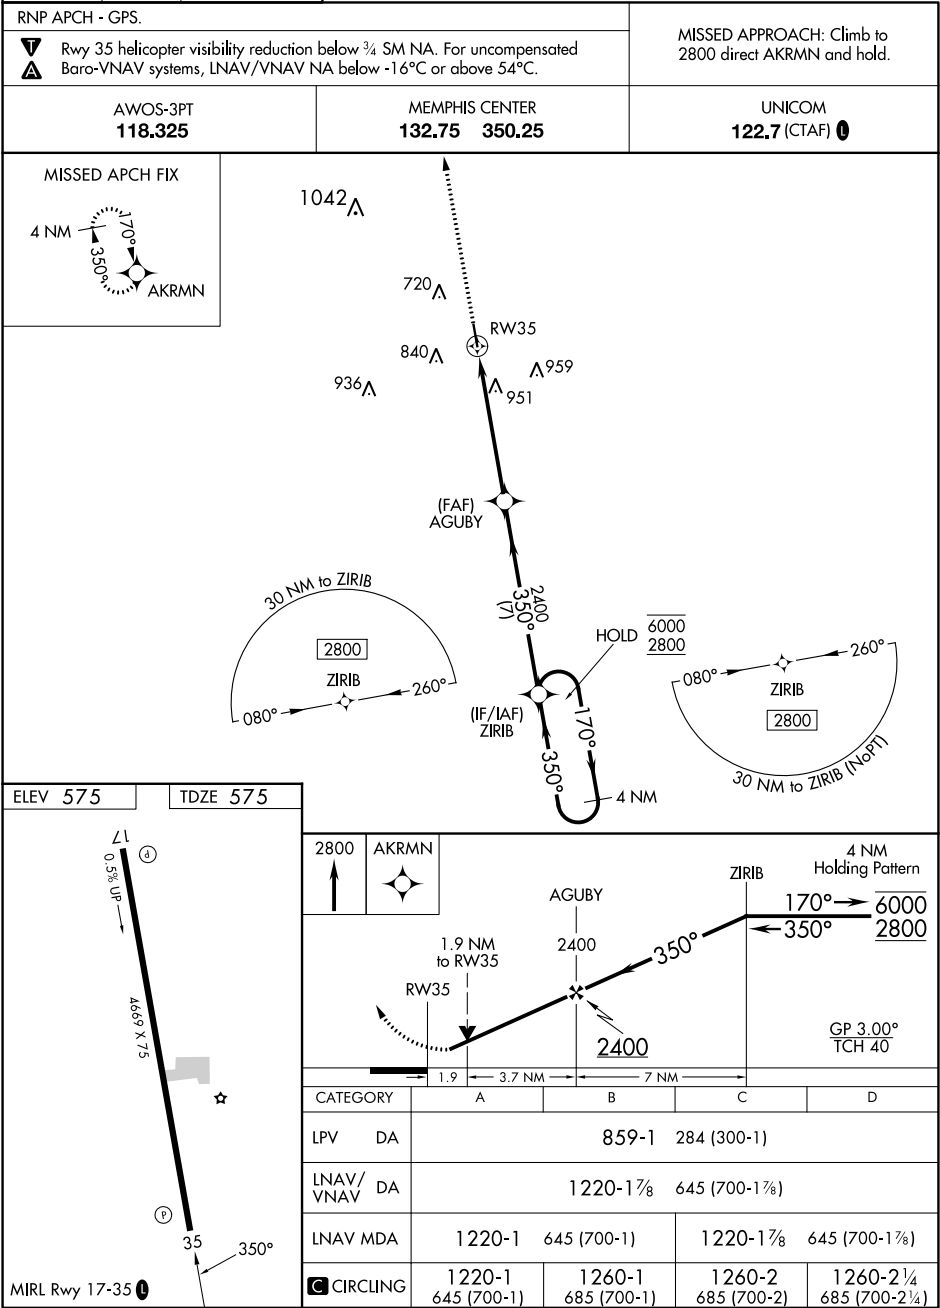 RNP APCH - GPS.
T Rwy 35 helicopter visibility reduction below ¾ SM NA. For uncompensated
A Baro-VNAV systems, LNAV/VNAV NA below -16°C or above 54°C.
MISSED APPROACH: Climb to
2800 direct AKRMN and hold.
AWOS-3PT
118.325
MEMPHIS CENTER
132.75 350.25
UNICOM
122.7 (CTAF) L
MISSED APCH FIX
4 NM
170°
350°
AKRMN
1042
720
RW35
840
959
936
951
(FAF)
AGUBY
2400
350°
(7)
30 NM to ZIRIB
2800
ZIRIB
260°
080°
HOLD
6000
2800
(IF/IAF)
ZIRIB
170°
350°
4 NM
260°
080°
ZIRIB
2800
30 NM to ZIRIB (NoPT)
ELEV 575
TDZE 575
17
P
0.5% UP
4669 X 75
P
35
350°
MIRL Rwy 17-35 L
2800
AKRMN
4 NM
Holding Pattern
ZIRIB
AGUBY
170°
6000
350°
2800
2400
350°
1.9 NM
to RW35
RW35
2400
GP 3.00°
TCH 40
1.9
3.7 NM
7 NM
CATEGORY A B C D
LPV DA 859-1 284 (300-1)
LNAV/
VNAV DA 1220-1⅞ 645 (700-1⅞)
LNAV MDA 1220-1 645 (700-1) 1220-1⅞ 645 (700-1⅞)
C CIRCLING
1220-1 1260-1 1260-2 1260-2¼
645 (700-1) 685 (700-1) 685 (700-2) 685 (700-2¼)